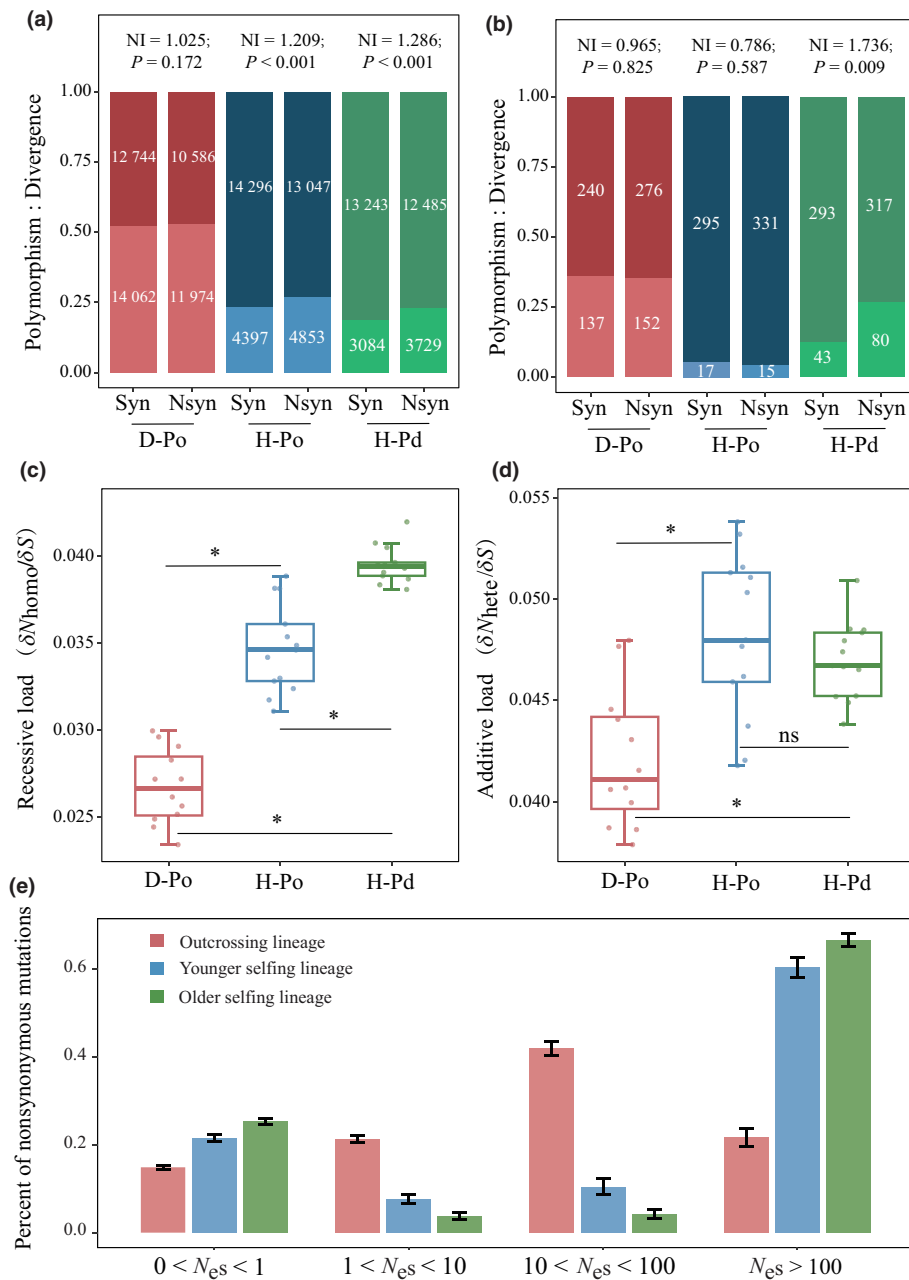 (a)
NI = 1.025; NI = 1.209; NI = 1.286;
P = 0.172 P < 0.001 P < 0.001
Polymorphism : Divergence
1.00
0.75
0.50
0.25
0.00
12 744 10 586 14 296 13 047 13 243 12 485
14 062 11 974 4397 4853 3084 3729
Syn Nsyn Syn Nsyn Syn Nsyn
D-Po H-Po H-Pd
(b)
NI = 0.965; NI = 0.786; NI = 1.736;
P = 0.825 P = 0.587 P = 0.009
Polymorphism : Divergence
1.00
0.75
0.50
0.25
0.00
240 276 295 331 293 317
137 152 17 15 43 80
Syn Nsyn Syn Nsyn Syn Nsyn
D-Po H-Po H-Pd
(c)
Recessive load (δNhomo/δS)
0.040
0.035
0.030
0.025
*
*
*
D-Po H-Po H-Pd
(d)
Additive load (δNhete/δS)
0.055
0.050
0.045
0.040
*
ns
*
D-Po H-Po H-Pd
(e)
Percent of nonsynonymous mutations
0.6
0.4
0.2
0.0
Outcrossing lineage
Younger selfing lineage
Older selfing lineage
0 < Nes < 1 1 < Nes < 10 10 < Nes < 100 Nes > 100